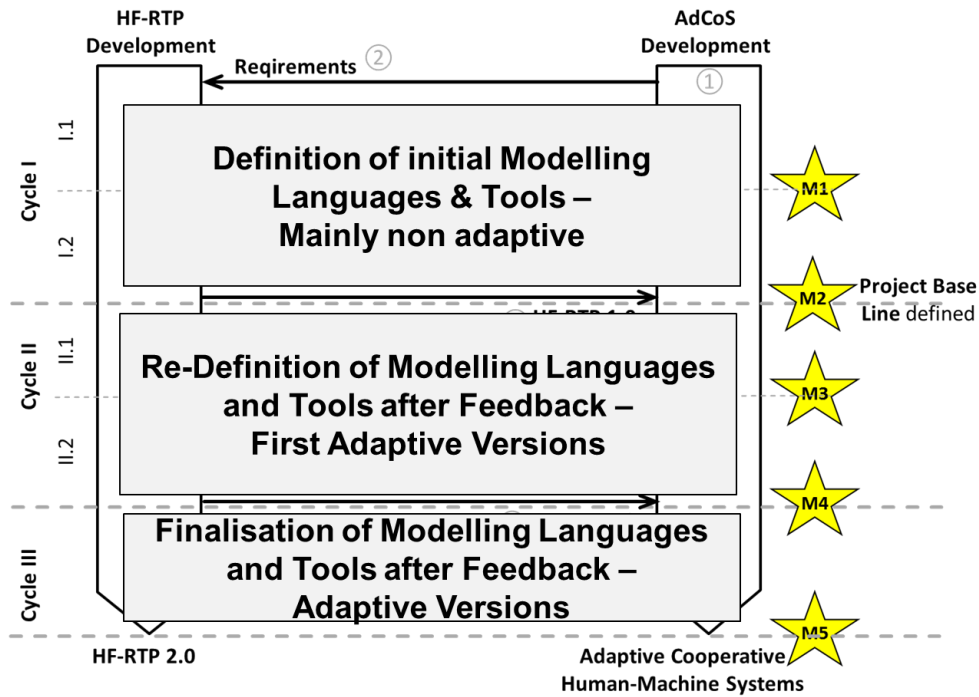 HF-RTP
Development
AdCoS
Development
Reqirements ②
①
Cycle I
I.1
I.2
Definition of initial Modelling
Languages & Tools –
Mainly non adaptive
M1
M2
Project Base
Line defined
Cycle II
II.1
II.2
Re-Definition of Modelling Languages
and Tools after Feedback –
First Adaptive Versions
M3
M4
Cycle III
Finalisation of Modelling Languages
and Tools after Feedback –
Adaptive Versions
M5
HF-RTP 2.0
Adaptive Cooperative
Human-Machine Systems